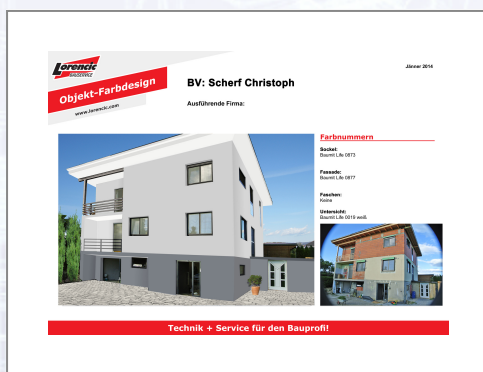 Lorencic
BAUSERVICE
Objekt-Farbdesign
www.lorencic.com
Jänner 2014
BV: Scherf Christoph
Ausführende Firma:
Farbnummern
Sockel:
Baumit Life 0873
Fassade:
Baumit Life 0877
Faschen:
Keine
Untersicht:
Baumit Life 0019 weiß
Technik + Service für den Bauprofi!